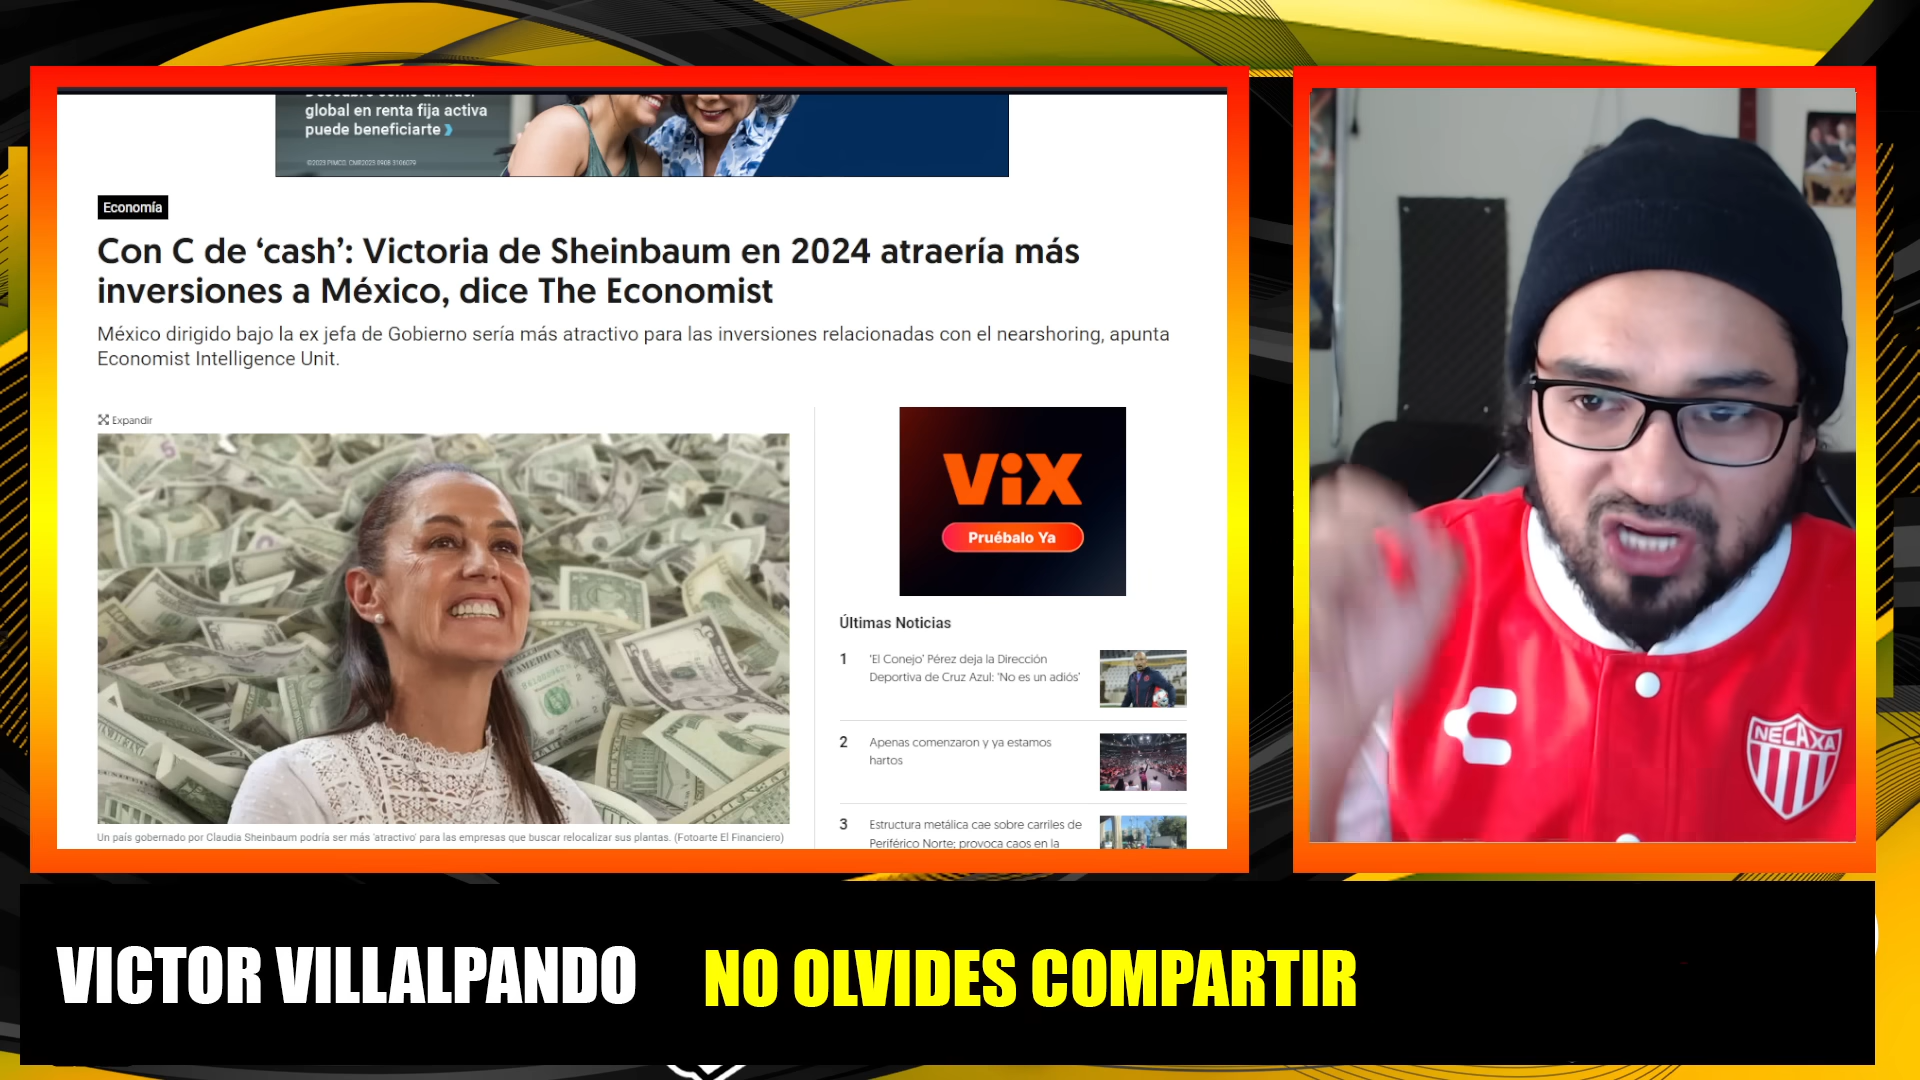 global en renta fija activa
puede beneficiarte
©2023 PIMCO. CMR2023 0908 3106079
Economía
Con C de ‘cash’: Victoria de Sheinbaum en 2024 atraería más
inversiones a México, dice The Economist
México dirigido bajo la ex jefa de Gobierno sería más atractivo para las inversiones relacionadas con el nearshoring, apunta
Economist Intelligence Unit.
Expandir
Un país gobernado por Claudia Sheinbaum podría ser más 'atractivo' para las empresas que buscar relocalizar sus plantas. (Fotoarte El Financiero)
ViX
Pruébalo Ya
Últimas Noticias
1
'El Conejo' Pérez deja la Dirección
Deportiva de Cruz Azul: 'No es un adiós'
2
Apenas comenzaron y ya estamos
hartos
3
Estructura metálica cae sobre carriles de
Periférico Norte; provoca caos en la
NECAXA
VICTOR VILLALPANDO
NO OLVIDES COMPARTIR